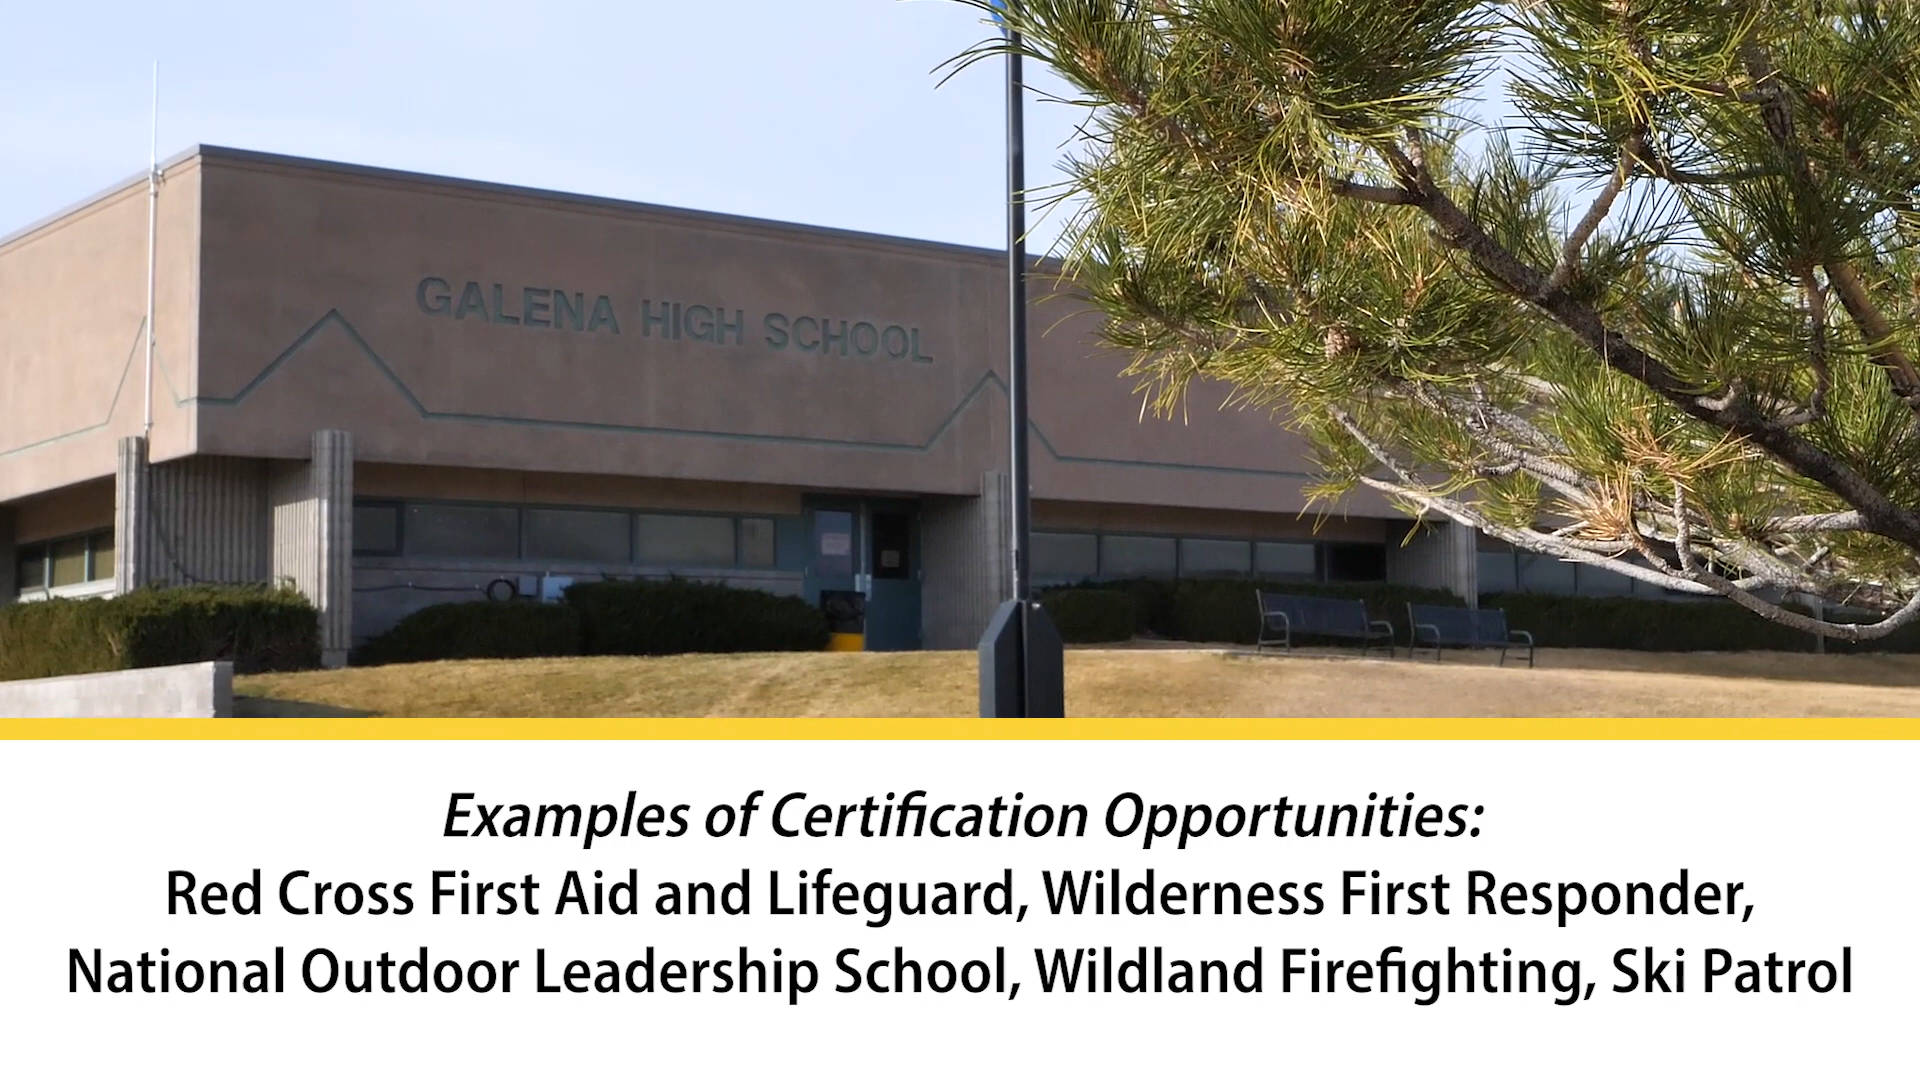 GALENA HIGH SCHOOL
Examples of Certification Opportunities:
Red Cross First Aid and Lifeguard, Wilderness First Responder,
National Outdoor Leadership School, Wildland Firefighting, Ski Patrol